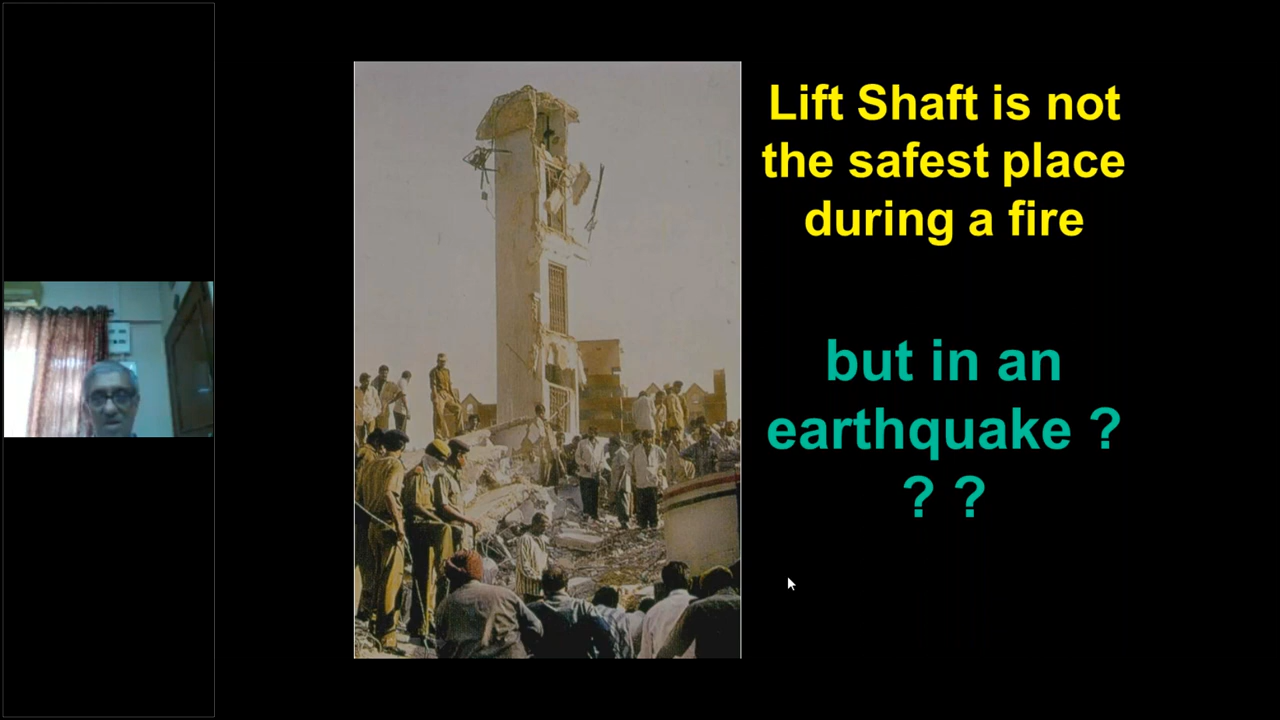 Lift Shaft is not
the safest place
during a fire
but in an
earthquake ?
? ?